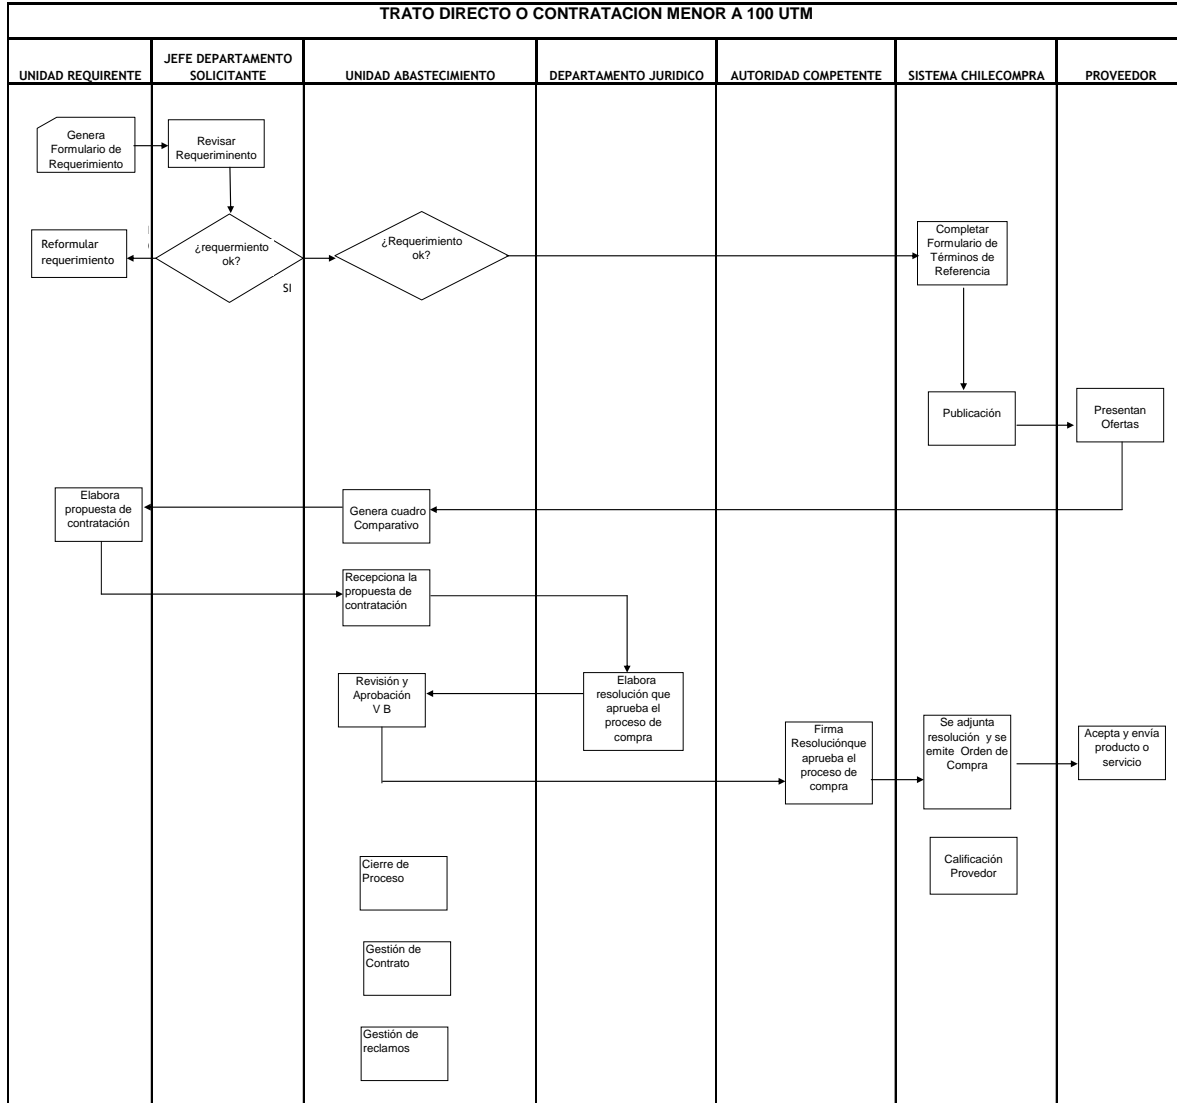 TRATO DIRECTO O CONTRATACION MENOR A 100 UTM
UNIDAD REQUIRENTE
JEFE DEPARTAMENTO
SOLICITANTE
UNIDAD ABASTECIMIENTO
DEPARTAMENTO JURIDICO
AUTORIDAD COMPETENTE
SISTEMA CHILECOMPRA
PROVEEDOR
Genera
Formulario de
Requerimiento
Revisar
Requeriminento
Reformular
requerimiento
¿requermiento
ok?
SI
¿Requerimiento
ok?
Completar
Formulario de
Términos de
Referencia
Publicación
Presentan
Ofertas
Elabora
propuesta de
contratación
Genera cuadro
Comparativo
Recepciona la
propuesta de
contratación
Revisión y
Aprobación
V B
Elabora
resolución que
aprueba el
proceso de
compra
Firma
Resoluciónque
aprueba el
proceso de
compra
Se adjunta
resolución y se
emite Orden de
Compra
Acepta y envía
producto o
servicio
Cierre de
Proceso
Calificación
Provedor
Gestión de
Contrato
Gestión de
reclamos